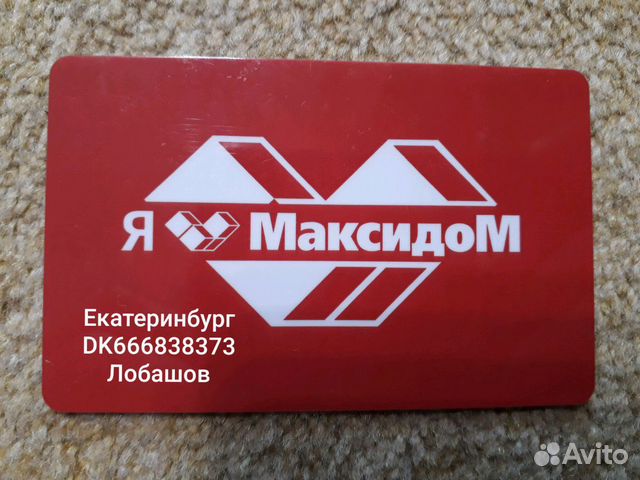 Я МаксидоМ
Екатеринбург
DK666838373
Лобашов
Avito